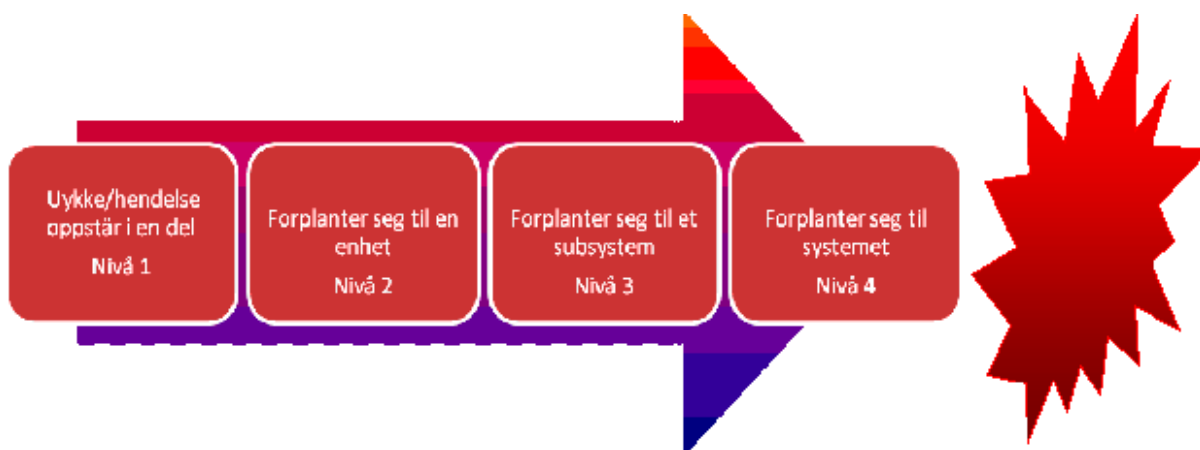 Uykke/hendelse
oppstår i en del
Nivå 1
Forplanter seg til en
enhet
Nivå 2
Forplanter seg til et
subsystem
Nivå 3
Forplanter seg til
systemet
Nivå 4